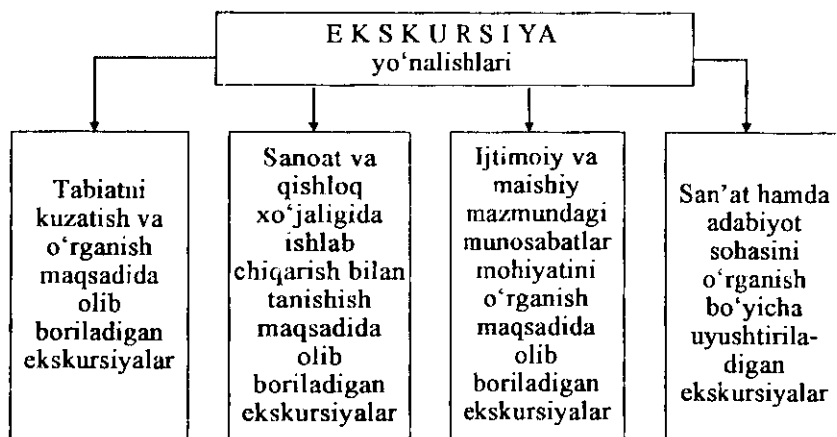 E K S K U R S I Y A
yo‘nalishlari
Tabiatni
kuzatish va
o‘rganish
maqsadida
olib
boriladigan
ekskursiyalar
Sanoat va
qishloq
xo‘jaligida
ishlab
chiqarish bilan
tanishish
maqsadida
olib
boriladigan
ekskursiyalar
Ijtimoiy va
maishiy
mazmundagi
munosabatlar
mohiyatini
o‘rganish
maqsadida
olib
boriladigan
ekskursiyalar
San’at hamda
adabiyot
sohasini
o‘rganish
bo‘yicha
uyushtirila-
digan
ekskursiyalar